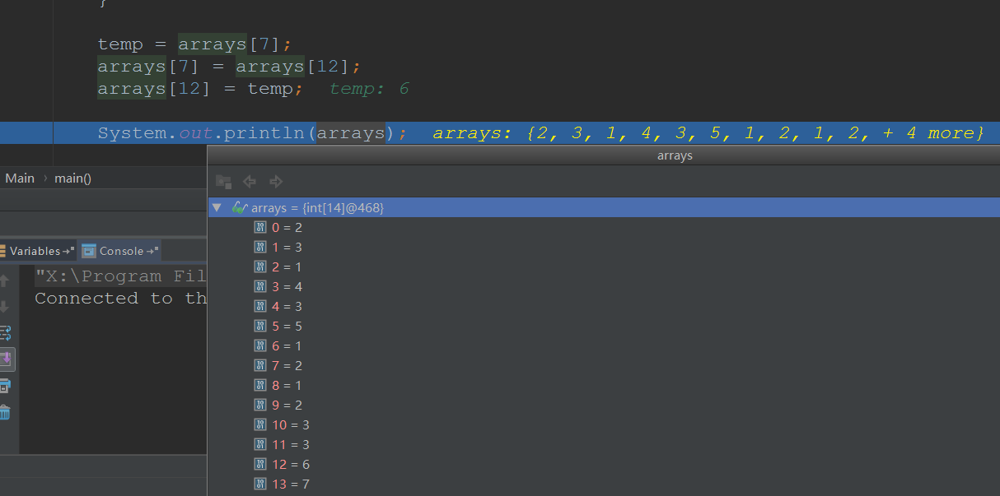 }
temp = arrays[7];
arrays[7] = arrays[12];
arrays[12] = temp;  temp: 6
System.out.println(arrays);  arrays: {2, 3, 1, 4, 3, 5, 1, 2, 1, 2, + 4 more}
arrays
Main › main()
arrays = {int[14]@468}
0 = 2
1 = 3
2 = 1
3 = 4
4 = 3
5 = 5
6 = 1
7 = 2
8 = 1
9 = 2
10 = 3
11 = 3
12 = 6
13 = 7
Variables Console
"X:\Program Fil
Connected to th